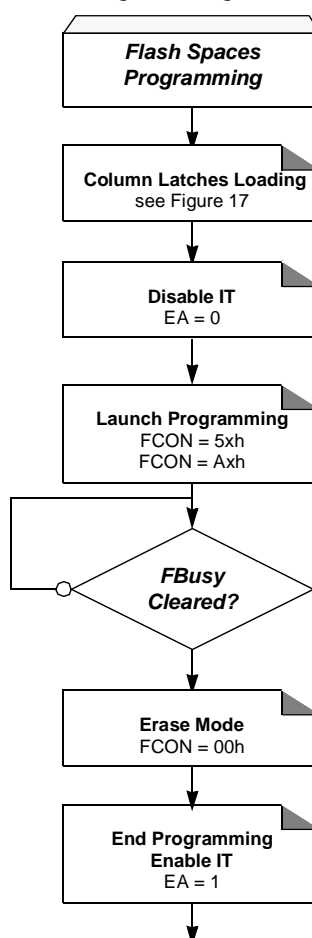 Flash Spaces
Programming
Column Latches Loading
see Figure 17
Disable IT
EA = 0
Launch Programming
FCON = 5xh
FCON = Axh
FBusy
Cleared?
Erase Mode
FCON = 00h
End Programming
Enable IT
EA = 1